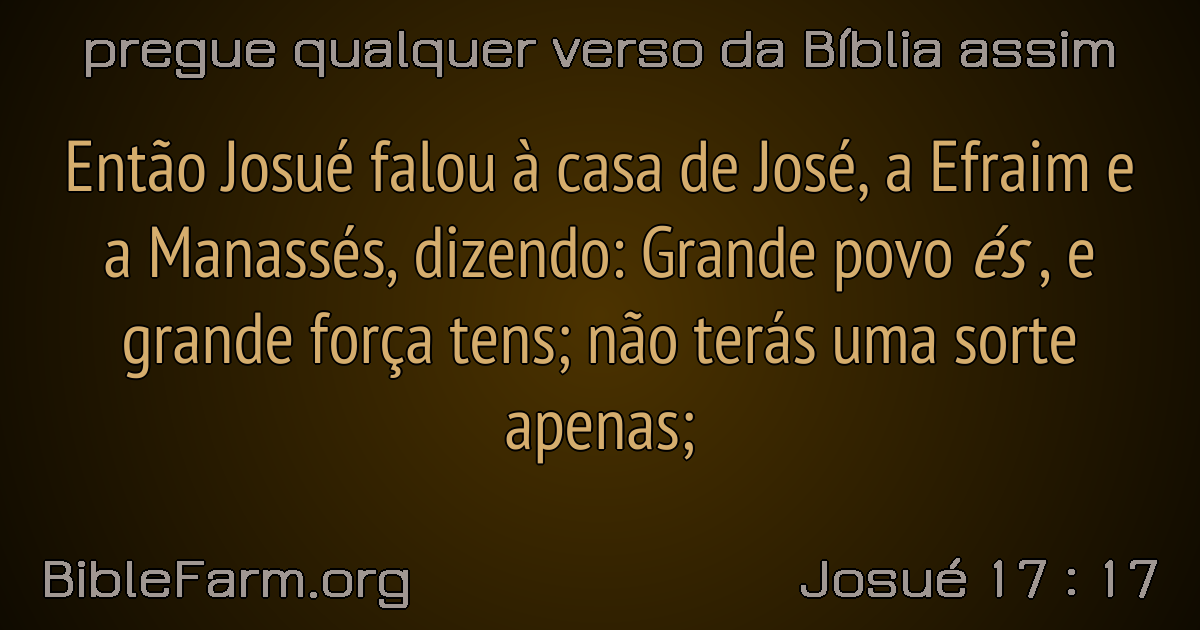 pregue qualquer verso da Bíblia assim
Então Josué falou à casa de José, a Efraim e
a Manassés, dizendo: Grande povo és , e
grande força tens; não terás uma sorte
apenas;
BibleFarm.org
Josué 17 : 17